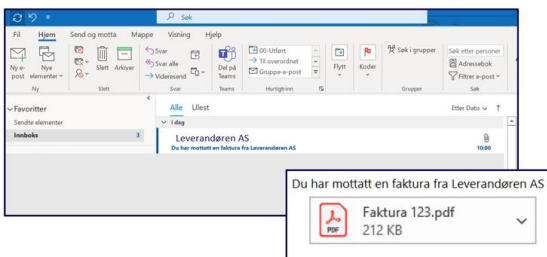 Søk
Fil Hjem Send og motta Mappe Visning Hjelp
Ny e-post
Nye elementer
Slett
Arkiver
Svar
Svar alle
Videresend
Del på Teams
00-Utført
Til overordnet
Gruppe-e-post
Flytt
Koder
Søk i grupper
Søk etter personer
Adressebok
Filtrer e-post
Ny Slett Svar Teams Hurtigtrinn Grupper Søk
Favoritter
Sendte elementer
Innboks 3
Alle Ulest Etter Dato
I dag
Leverandøren AS
Du har mottatt en faktura fra Leverandøren AS 10:00
Du har mottatt en faktura fra Leverandøren AS
PDF
Faktura 123.pdf
212 KB